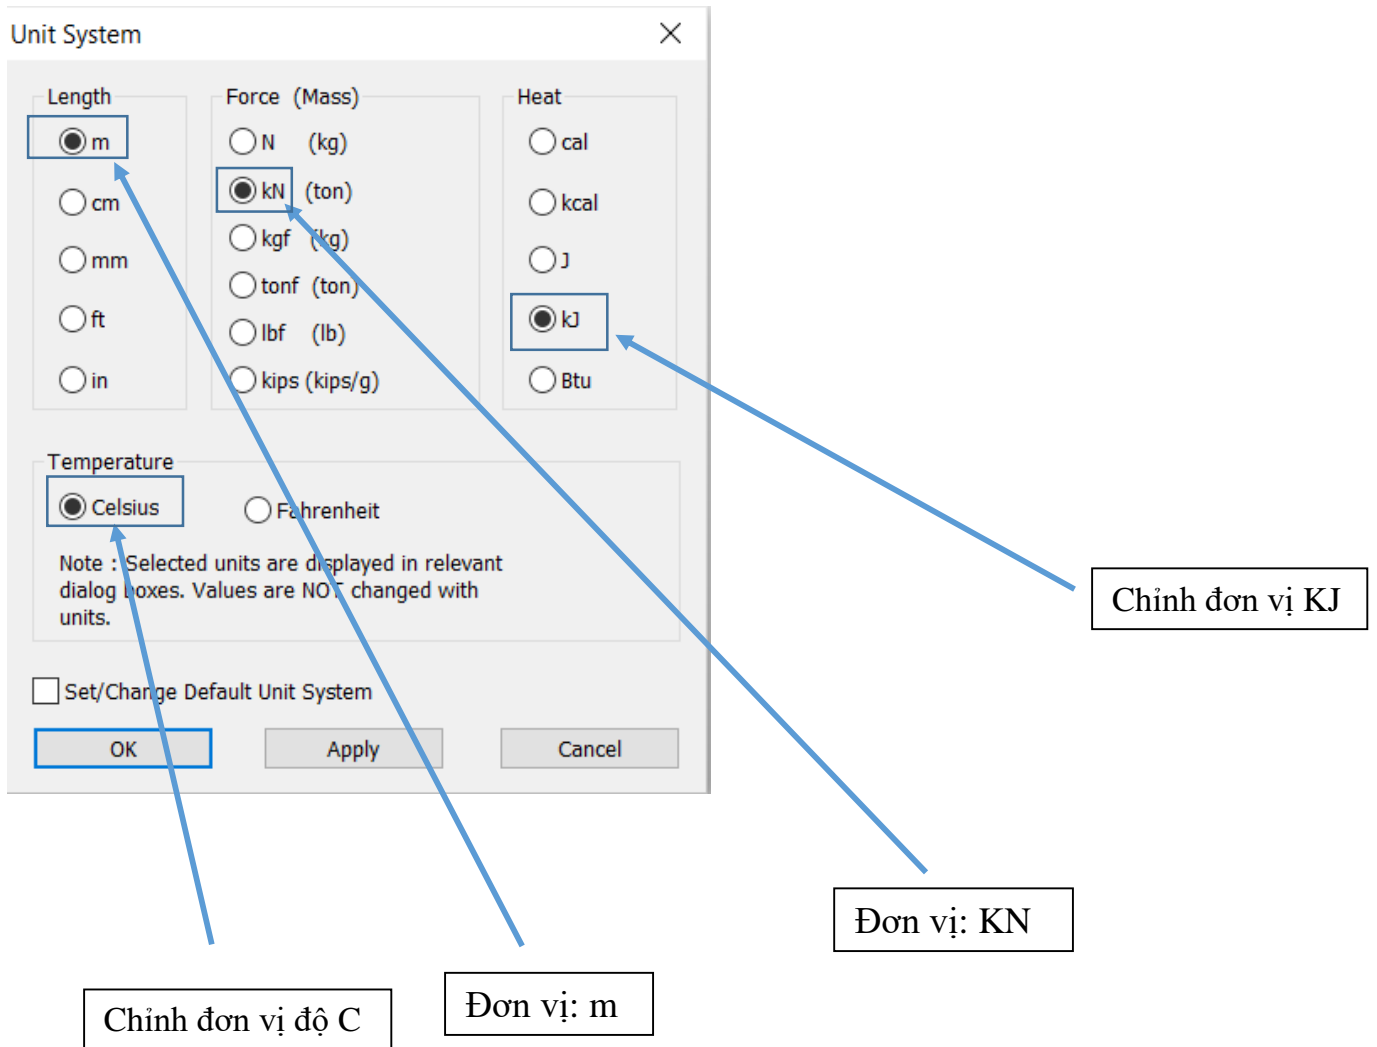 Unit System
Length
m
cm
mm
ft
in
Force (Mass)
N (kg)
kN (ton)
kgf (kg)
tonf (ton)
lbf (lb)
kips (kips/g)
Heat
cal
kcal
J
kJ
Btu
Temperature
Celsius
Fahrenheit
Note : Selected units are displayed in relevant
dialog boxes. Values are NOT changed with
units.
Set/Change Default Unit System
OK
Apply
Cancel
Chỉnh đơn vị KJ
Đơn vị: KN
Đơn vị: m
Chỉnh đơn vị độ C